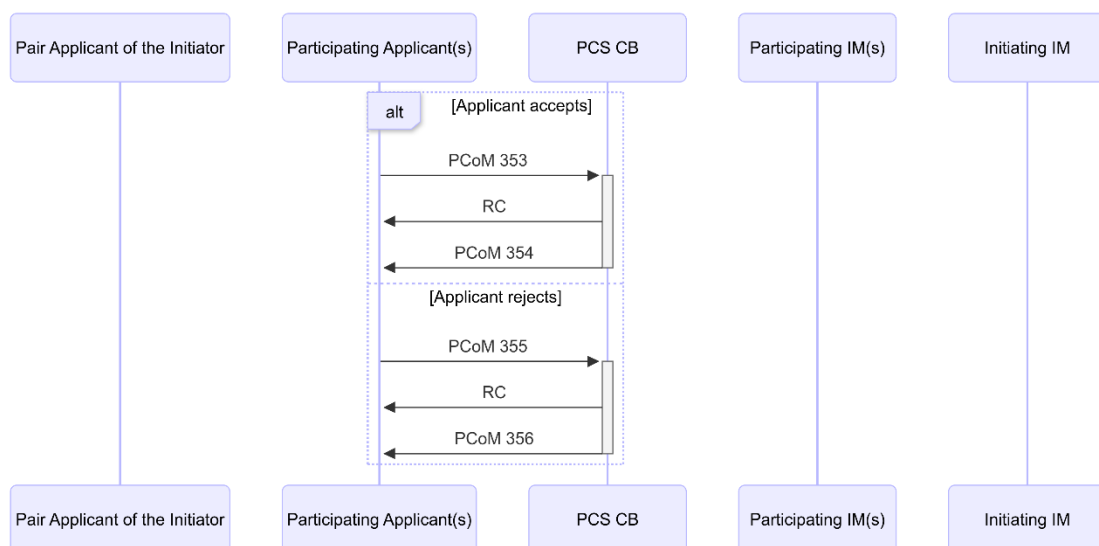 Pair Applicant of the Initiator
Participating Applicant(s)
PCS CB
Participating IM(s)
Initiating IM
alt
[Applicant accepts]
PCoM 353
RC
PCoM 354
[Applicant rejects]
PCoM 355
RC
PCoM 356
Pair Applicant of the Initiator
Participating Applicant(s)
PCS CB
Participating IM(s)
Initiating IM